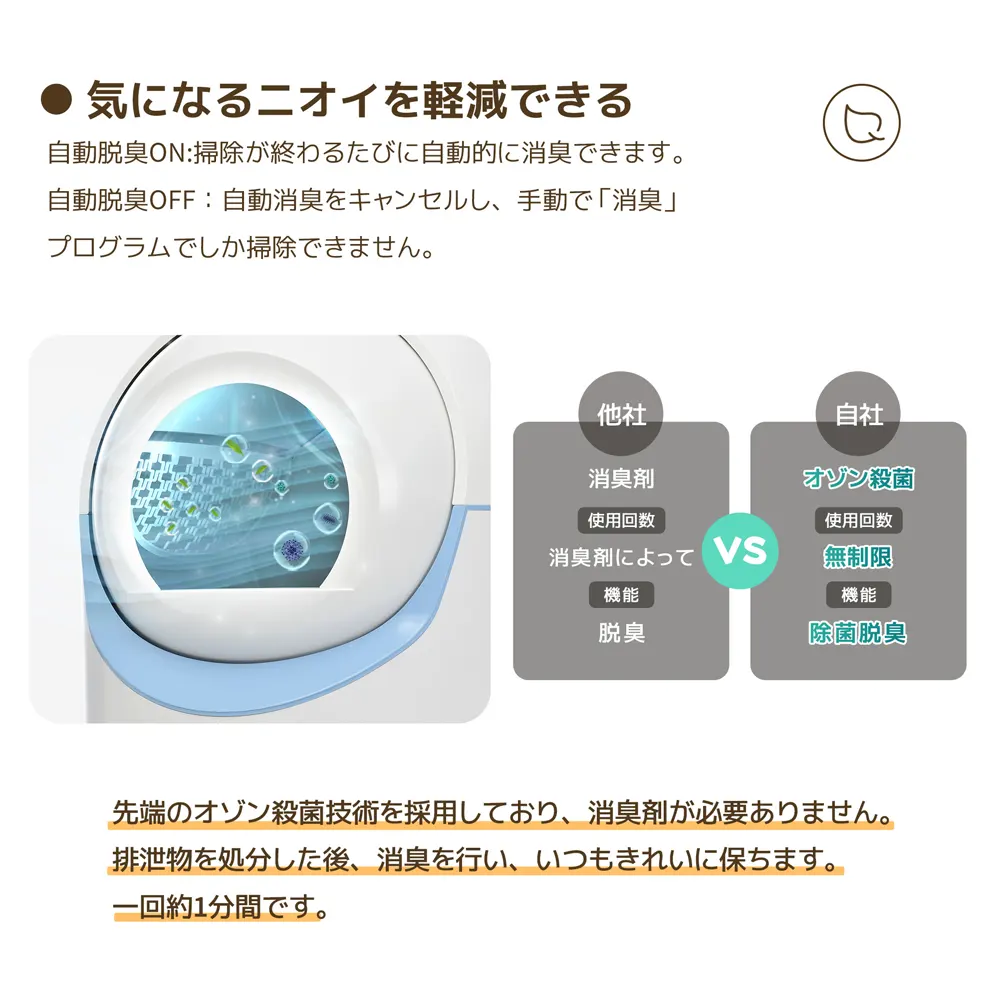 ● 気になるニオイを軽減できる
自動脱臭ON:掃除が終わるたびに自動的に消臭できます。
自動脱臭OFF：自動消臭をキャンセルし、手動で「消臭」
プログラムでしか掃除できません。
他社
消臭剤
使用回数
消臭剤によって
機能
脱臭
VS
自社
オゾン殺菌
使用回数
無制限
機能
除菌脱臭
先端のオゾン殺菌技術を採用しており、消臭剤が必要ありません。
排泄物を処分した後、消臭を行い、いつもきれいに保ちます。
一回約1分間です。